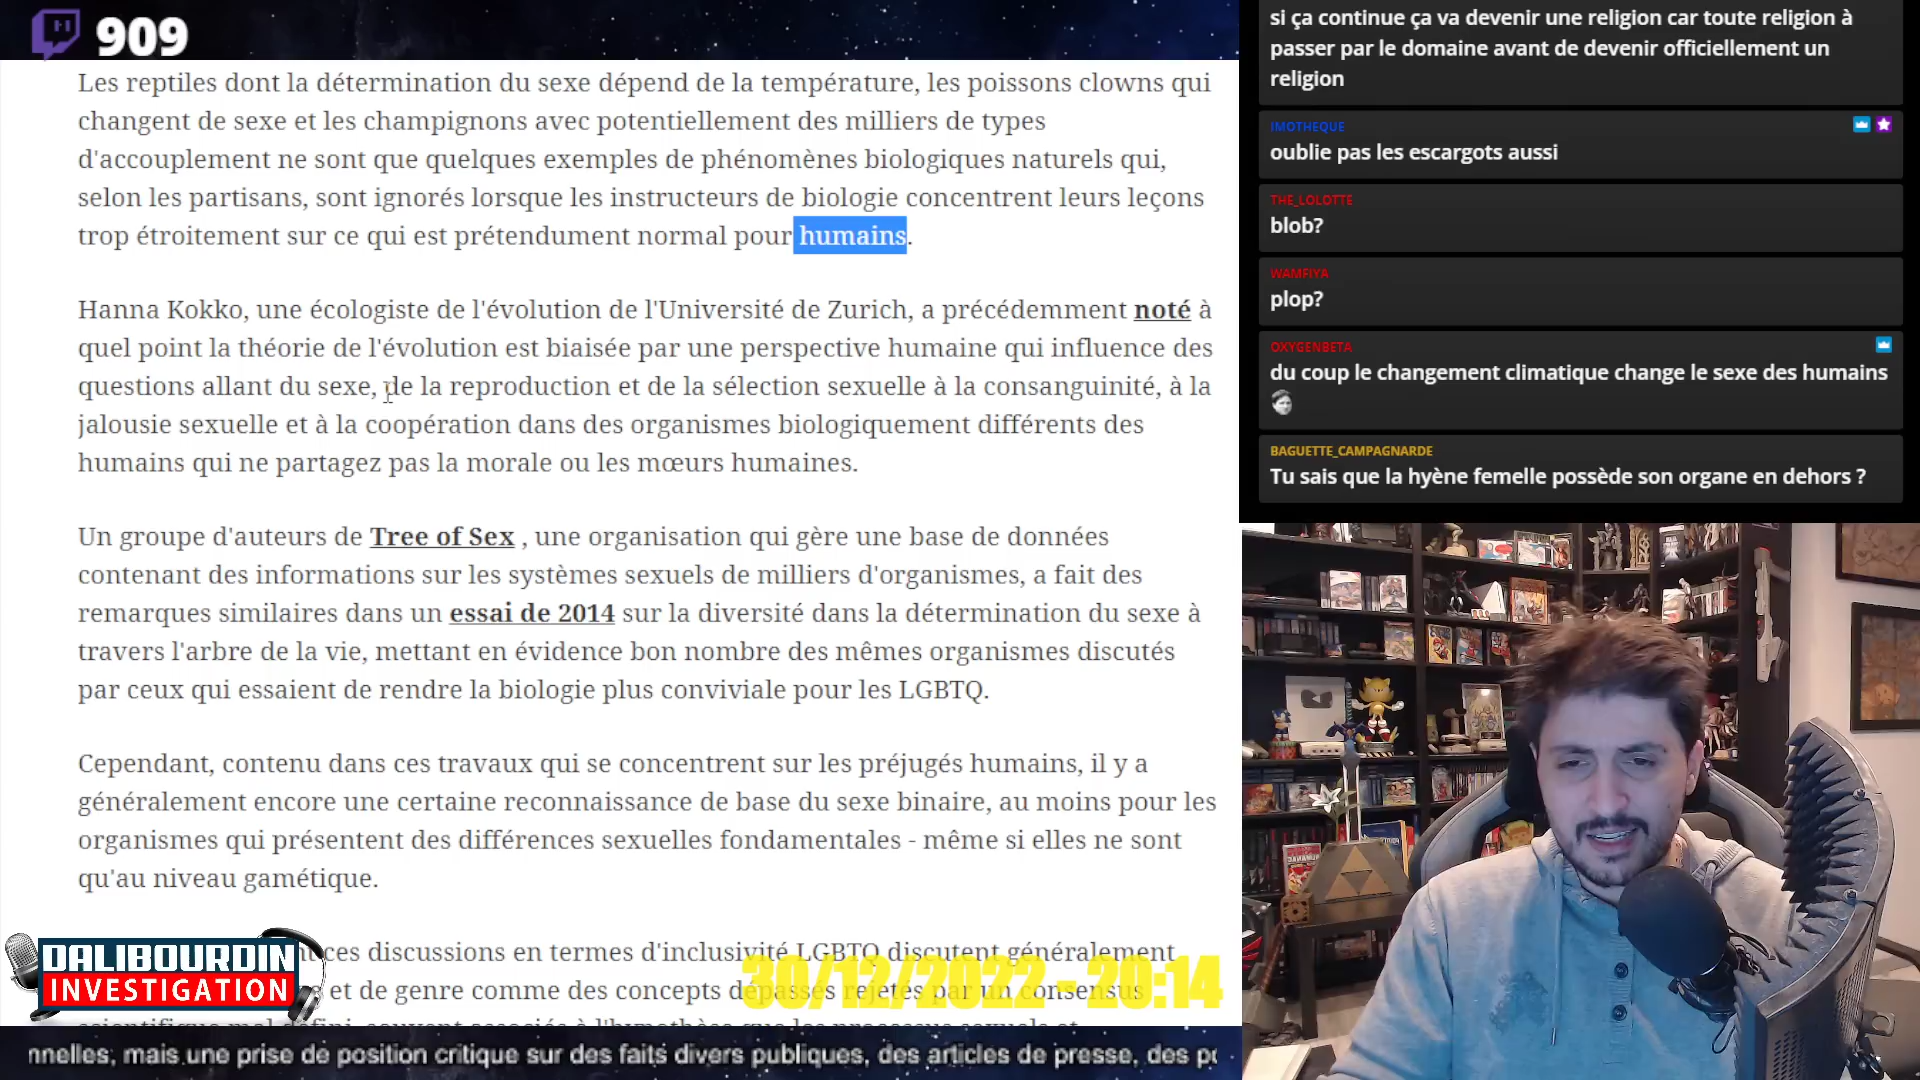 909
Les reptiles dont la détermination du sexe dépend de la température, les poissons clowns qui
changent de sexe et les champignons avec potentiellement des milliers de types
d'accouplement ne sont que quelques exemples de phénomènes biologiques naturels qui,
selon les partisans, sont ignorés lorsque les instructeurs de biologie concentrent leurs leçons
trop étroitement sur ce qui est prétendument normal pour humains.
Hanna Kokko, une écologiste de l'évolution de l'Université de Zurich, a précédemment noté à
quel point la théorie de l'évolution est biaisée par une perspective humaine qui influence des
questions allant du sexe, de la reproduction et de la sélection sexuelle à la consanguinité, à la
jalousie sexuelle et à la coopération dans des organismes biologiquement différents des
humains qui ne partagez pas la morale ou les mœurs humaines.
Un groupe d'auteurs de Tree of Sex , une organisation qui gère une base de données
contenant des informations sur les systèmes sexuels de milliers d'organismes, a fait des
remarques similaires dans un essai de 2014 sur la diversité dans la détermination du sexe à
travers l'arbre de la vie, mettant en évidence bon nombre des mêmes organismes discutés
par ceux qui essaient de rendre la biologie plus conviviale pour les LGBTQ.
Cependant, contenu dans ces travaux qui se concentrent sur les préjugés humains, il y a
généralement encore une certaine reconnaissance de base du sexe binaire, au moins pour les
organismes qui présentent des différences sexuelles fondamentales - même si elles ne sont
qu'au niveau gamétique.
ces discussions en termes d'inclusivité LGBTQ discutent généralement
et de genre comme des concepts dépassés rejetés par un consensus
DALIBOURDIN
INVESTIGATION
30/12/2022 - 20:14
nnelles, mais une prise de position critique sur des faits divers publiques, des articles de presse, des
si ça continue ça va devenir une religion car toute religion à
passer par le domaine avant de devenir officiellement un
religion
IMOTHEQUE
oublie pas les escargots aussi
THE_LOLOTTE
blob?
WAMFIYA
plop?
OXYGENBETA
du coup le changement climatique change le sexe des humains
BAGUETTE_CAMPAGNARDE
Tu sais que la hyène femelle possède son organe en dehors ?